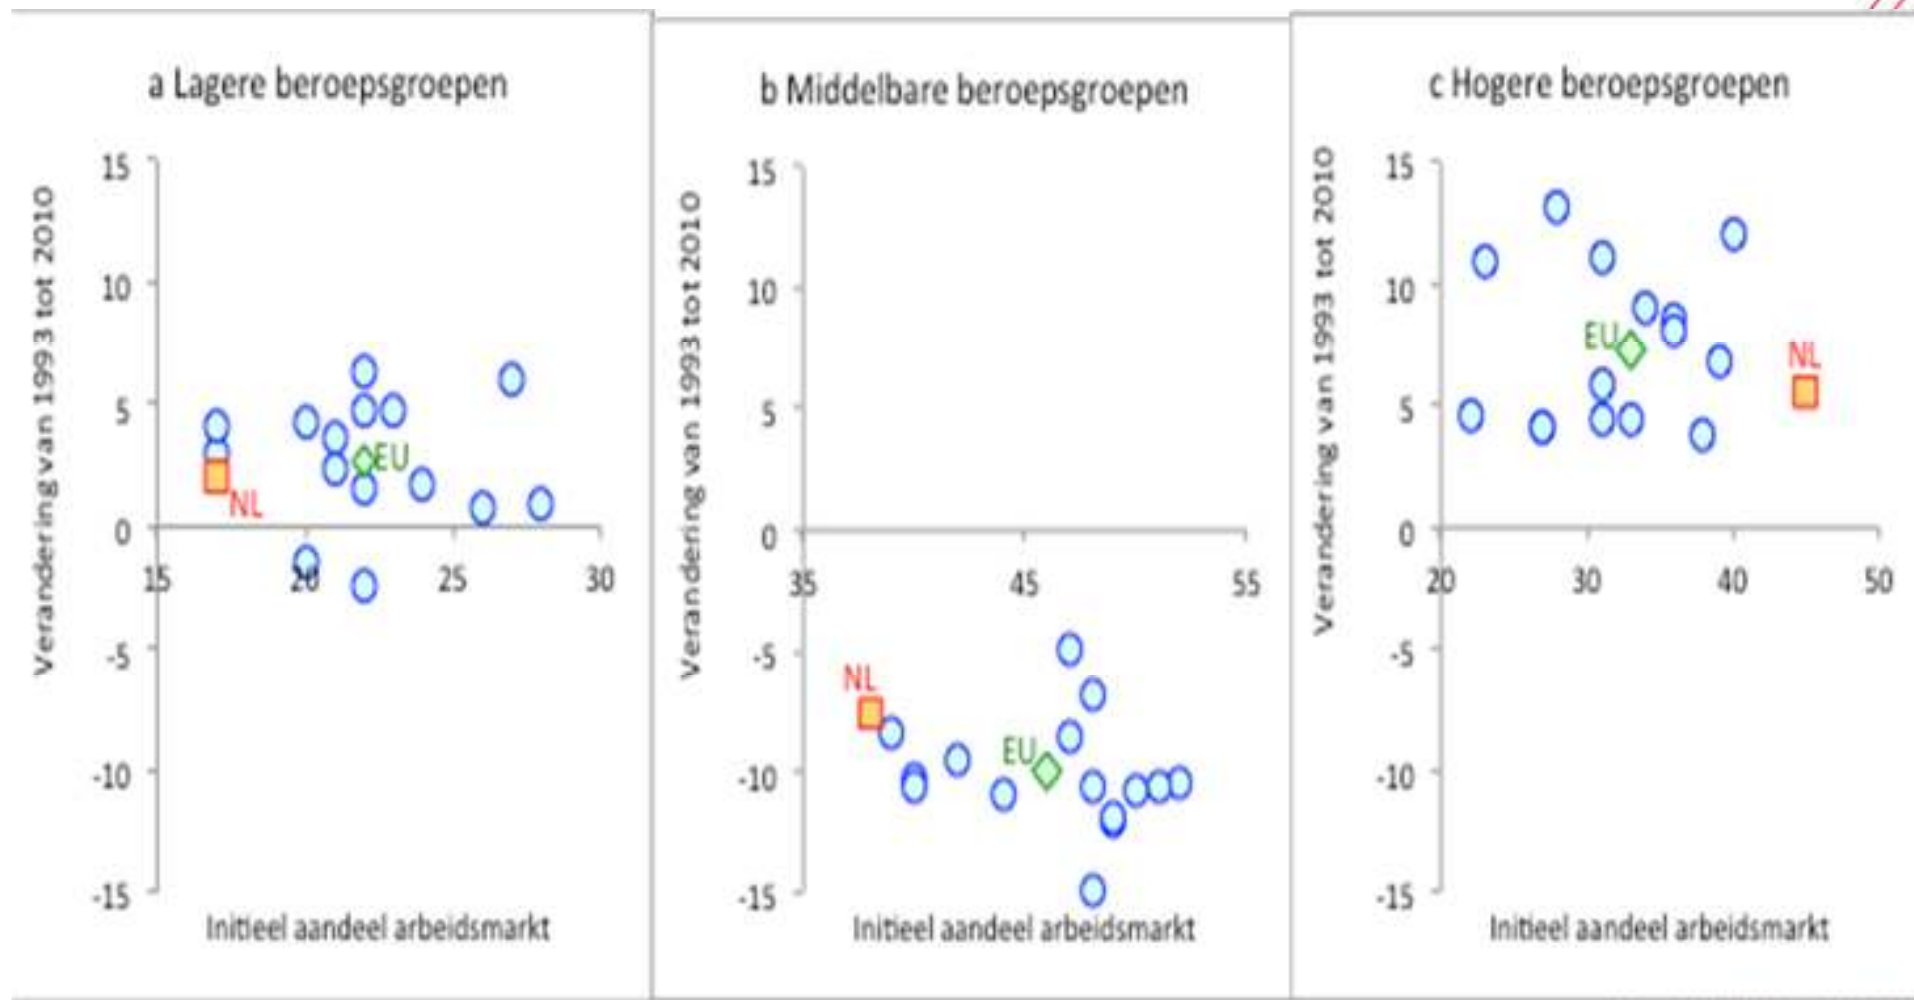 a Lagere beroepsgroepen
Verandering van 1993 tot 2010
15
10
5
0
-5
-10
-15
15
20
25
30
EU
NL
Initieel aandeel arbeidsmarkt
b Middelbare beroepsgroepen
Verandering van 1993 tot 2010
15
10
5
0
-5
-10
-15
35
45
55
NL
EU
Initieel aandeel arbeidsmarkt
c Hogere beroepsgroepen
Verandering van 1993 tot 2010
15
10
5
0
-5
-10
-15
20
30
40
50
EU
NL
Initieel aandeel arbeidsmarkt